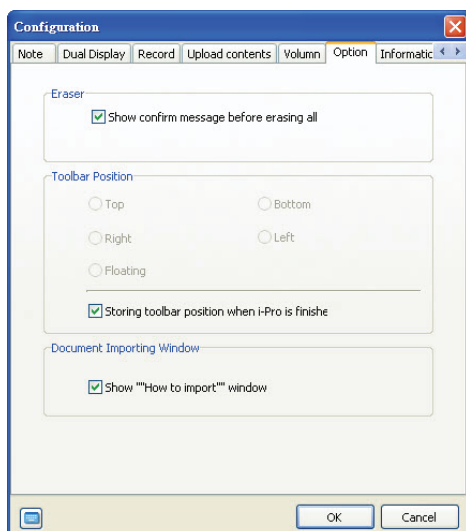 Configuration
Note Dual Display Record Upload contents Volumn Option Informatic
Eraser
Show confirm message before erasing all
Toolbar Position
Top Bottom
Right Left
Floating
Storing toolbar position when i-Pro is finishe
Document Importing Window
Show ""How to import"" window
OK Cancel